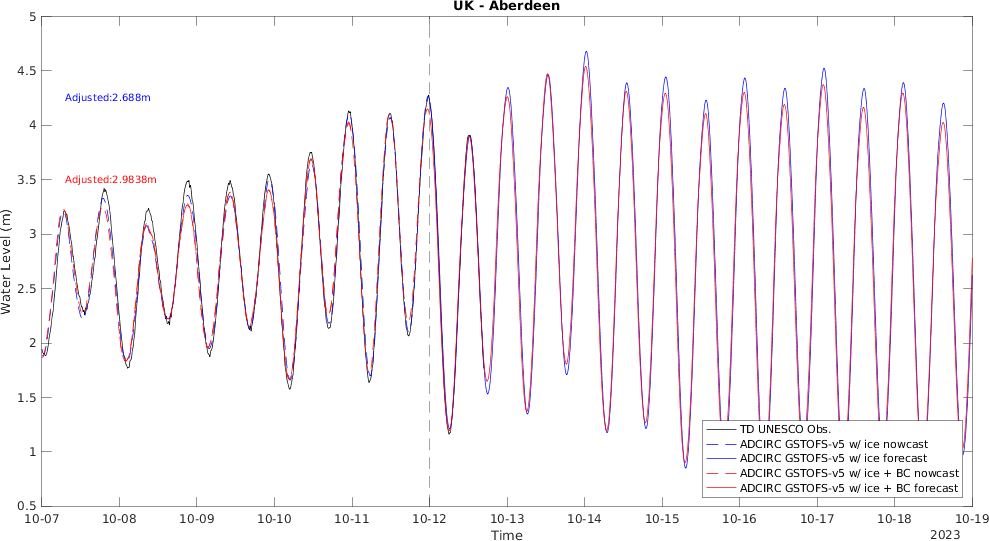 UK - Aberdeen
5
4.5
4
3.5
3
2.5
2
1.5
1
0.5
Water Level (m)
Adjusted:2.688m
Adjusted:2.9838m
TD UNESCO Obs.
ADCIRC GSTOFS-v5 w/ ice nowcast
ADCIRC GSTOFS-v5 w/ ice forecast
ADCIRC GSTOFS-v5 w/ ice + BC nowcast
ADCIRC GSTOFS-v5 w/ ice + BC forecast
10-07 10-08 10-09 10-10 10-11 10-12 10-13 10-14 10-15 10-16 10-17 10-18 10-19
Time
2023